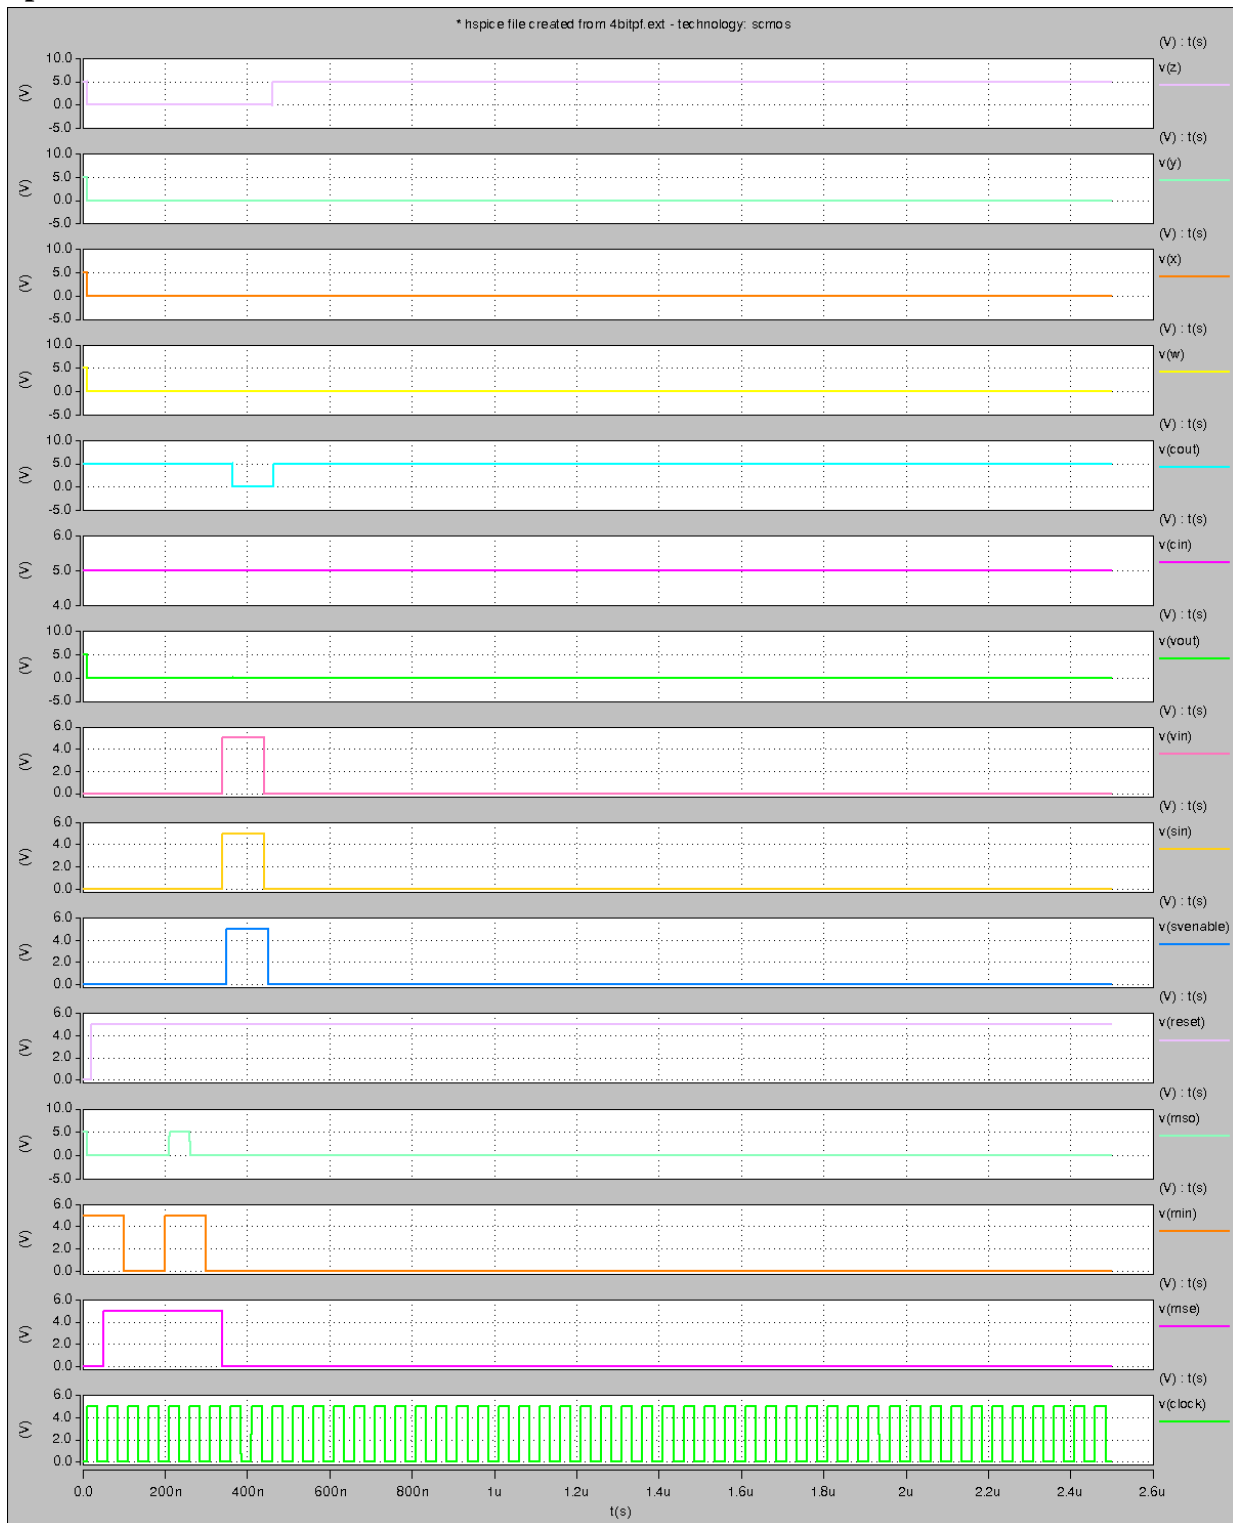 * hspice file created from 4bitpf.ext - technology: scmos
(V) : t(s)
10.0
v(z)
5.0
(V)
0.0
-5.0
(V) : t(s)
10.0
v(y)
5.0
(V)
0.0
-5.0
(V) : t(s)
10.0
v(x)
5.0
(V)
0.0
-5.0
(V) : t(s)
10.0
v(w)
5.0
(V)
0.0
-5.0
(V) : t(s)
10.0
v(cout)
5.0
(V)
0.0
-5.0
(V) : t(s)
6.0
v(cin)
(V)
5.0
4.0
(V) : t(s)
10.0
v(vout)
5.0
(V)
0.0
-5.0
(V) : t(s)
6.0
v(vin)
4.0
(V)
2.0
0.0
(V) : t(s)
6.0
v(sin)
4.0
(V)
2.0
0.0
(V) : t(s)
6.0
v(svenable)
4.0
(V)
2.0
0.0
(V) : t(s)
6.0
v(reset)
4.0
(V)
2.0
0.0
(V) : t(s)
10.0
v(mso)
5.0
(V)
0.0
-5.0
(V) : t(s)
6.0
v(min)
4.0
(V)
2.0
0.0
(V) : t(s)
6.0
v(mse)
4.0
(V)
2.0
0.0
(V) : t(s)
6.0
v(clock)
4.0
(V)
2.0
0.0
0.0 200n 400n 600n 800n 1u 1.2u 1.4u 1.6u 1.8u 2u 2.2u 2.4u 2.6u
t(s)